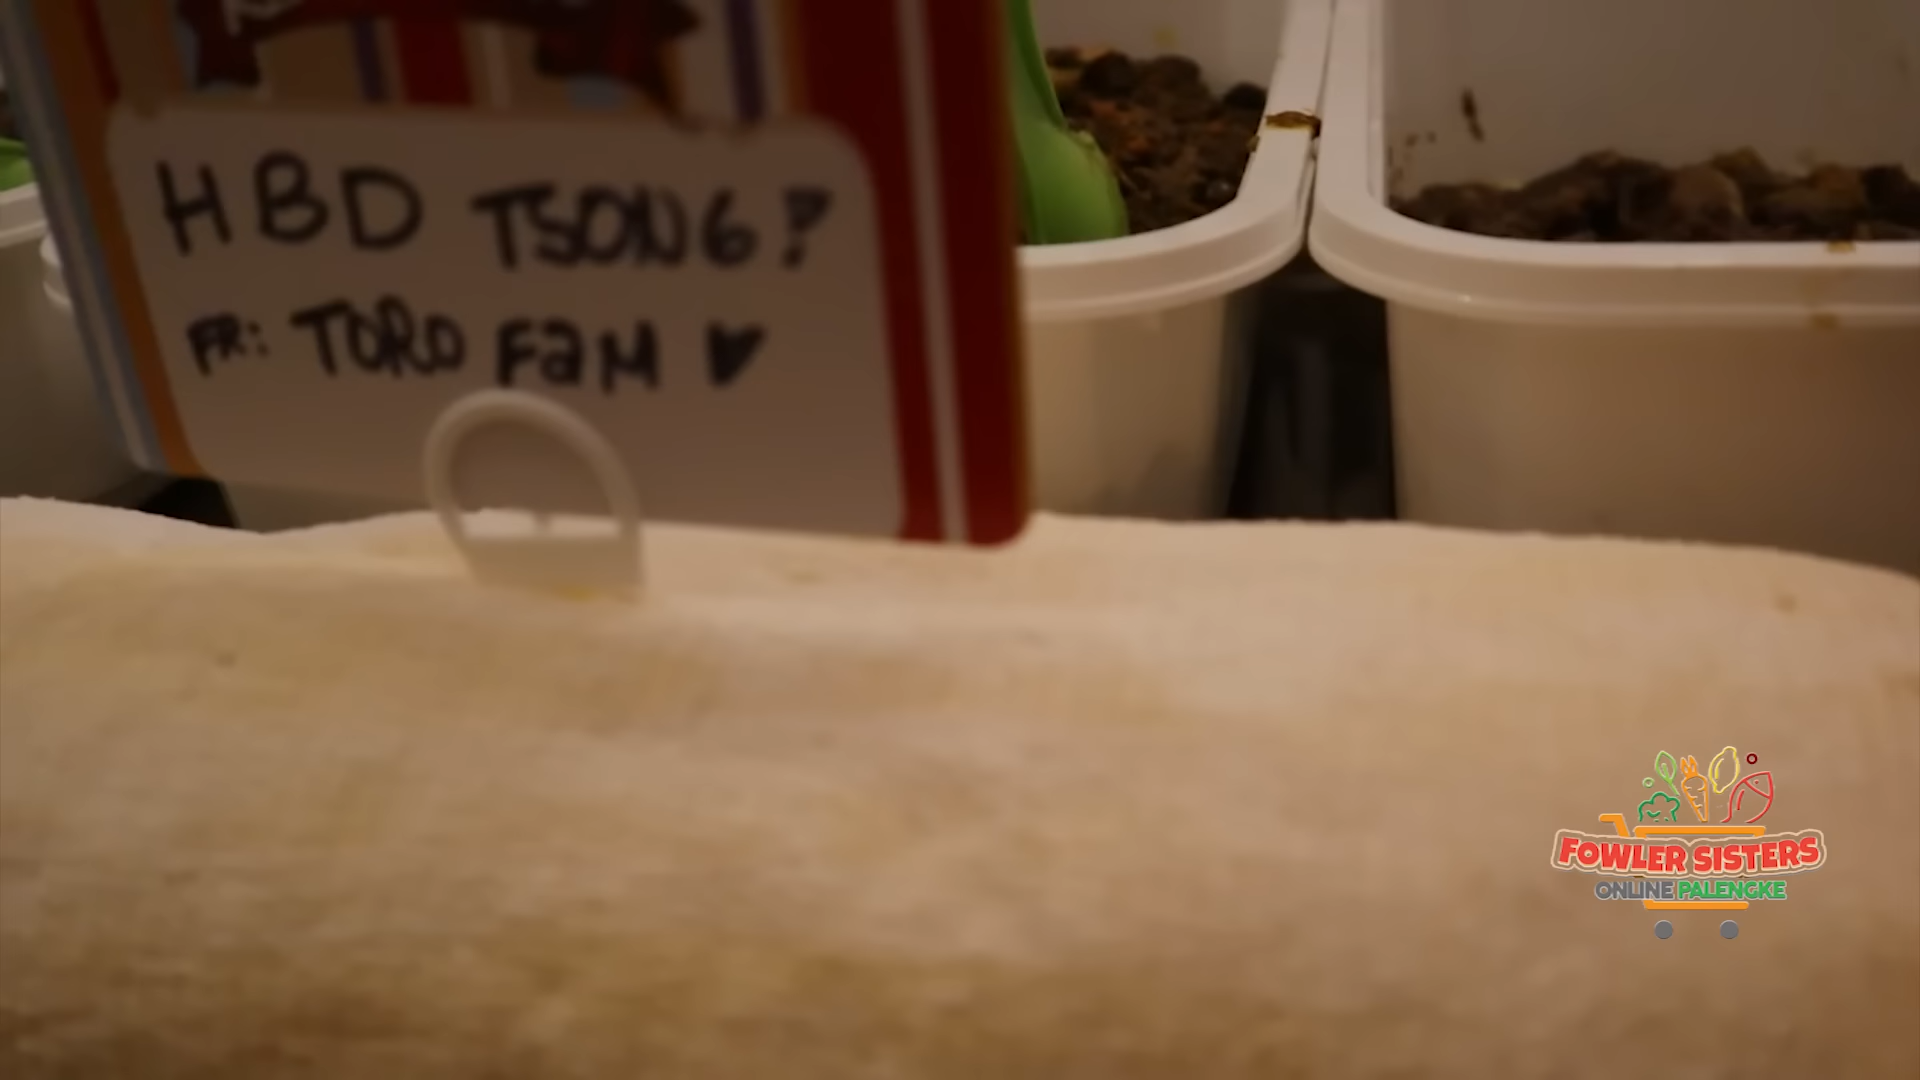 HBD TSONG?
FR: TORO FaM ♥
FOWLER SISTERS
ONLINE PALENGKE